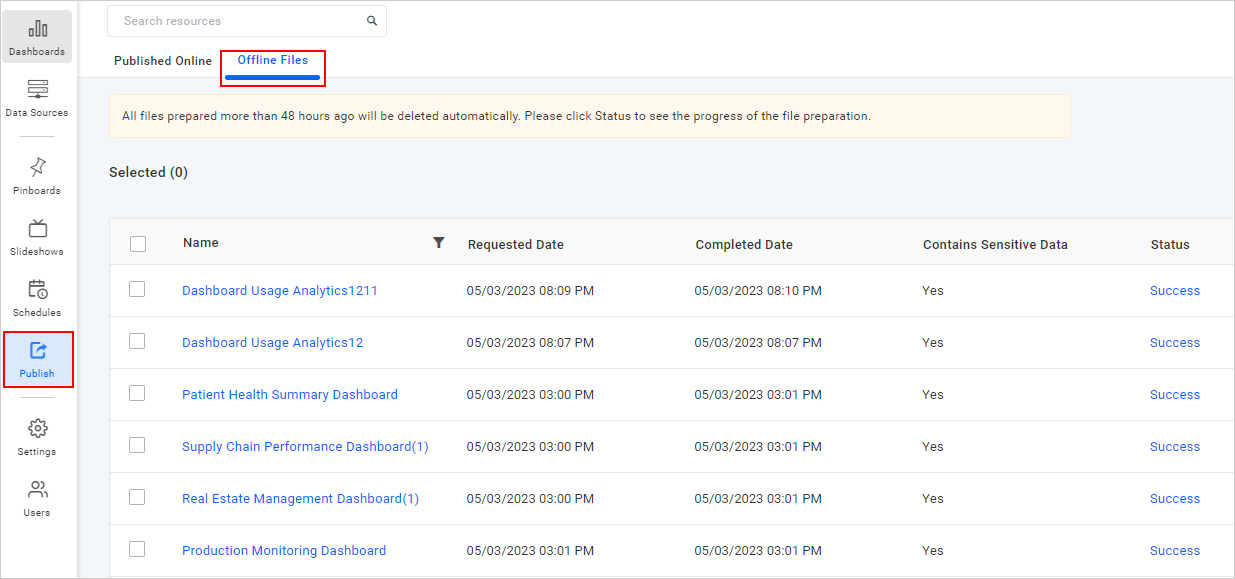 Dashboards
Data Sources
Pinboards
Slideshows
Schedules
Publish
Settings
Users
Search resources
Published Online Offline Files
All files prepared more than 48 hours ago will be deleted automatically. Please click Status to see the progress of the file preparation.
Selected (0)
Name Requested Date Completed Date Contains Sensitive Data Status
Dashboard Usage Analytics1211 05/03/2023 08:09 PM 05/03/2023 08:10 PM Yes Success
Dashboard Usage Analytics12 05/03/2023 08:07 PM 05/03/2023 08:07 PM Yes Success
Patient Health Summary Dashboard 05/03/2023 03:00 PM 05/03/2023 03:01 PM Yes Success
Supply Chain Performance Dashboard(1) 05/03/2023 03:00 PM 05/03/2023 03:01 PM Yes Success
Real Estate Management Dashboard(1) 05/03/2023 03:00 PM 05/03/2023 03:01 PM Yes Success
Production Monitoring Dashboard 05/03/2023 03:01 PM 05/03/2023 03:01 PM Yes Success